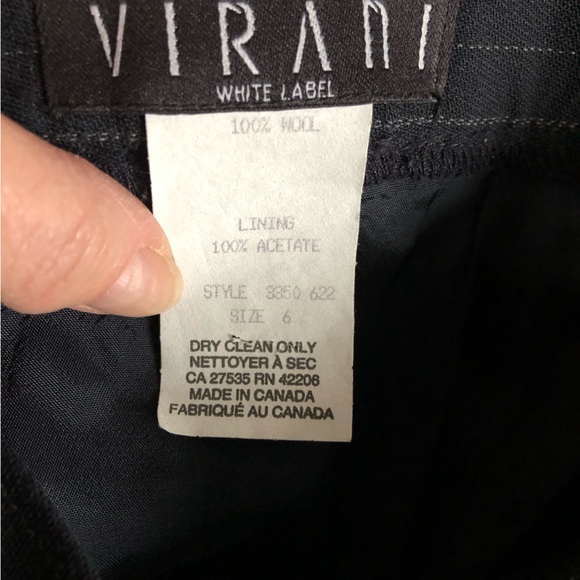 VIRANI
WHITE LABEL
100% WOOL
LINING
100% ACETATE
STYLE 3350 622
SIZE 6
DRY CLEAN ONLY
NETTOYER À SEC
CA 27535 RN 42206
MADE IN CANADA
FABRIQUÉ AU CANADA